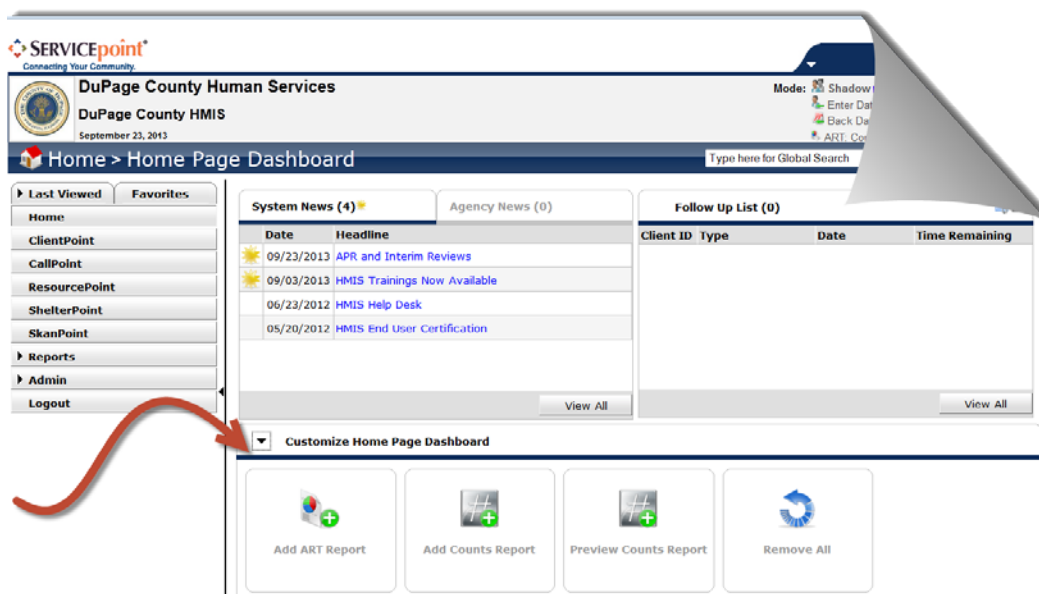 SERVICEpoint
Connecting Your Community.
DuPage County Human Services
DuPage County HMIS
September 23, 2013
Mode: Shadow
Enter Dat
Back Da
ART: Co
Home > Home Page Dashboard
Type here for Global Search
Last Viewed Favorites
Home
ClientPoint
CallPoint
ResourcePoint
ShelterPoint
SkanPoint
Reports
Admin
Logout
System News (4) Agency News (0)
Date Headline
09/23/2013 APR and Interim Reviews
09/03/2013 HMIS Trainings Now Available
06/23/2012 HMIS Help Desk
05/20/2012 HMIS End User Certification
View All
Follow Up List (0)
Client ID Type Date Time Remaining
View All
Customize Home Page Dashboard
Add ART Report
Add Counts Report
Preview Counts Report
Remove All